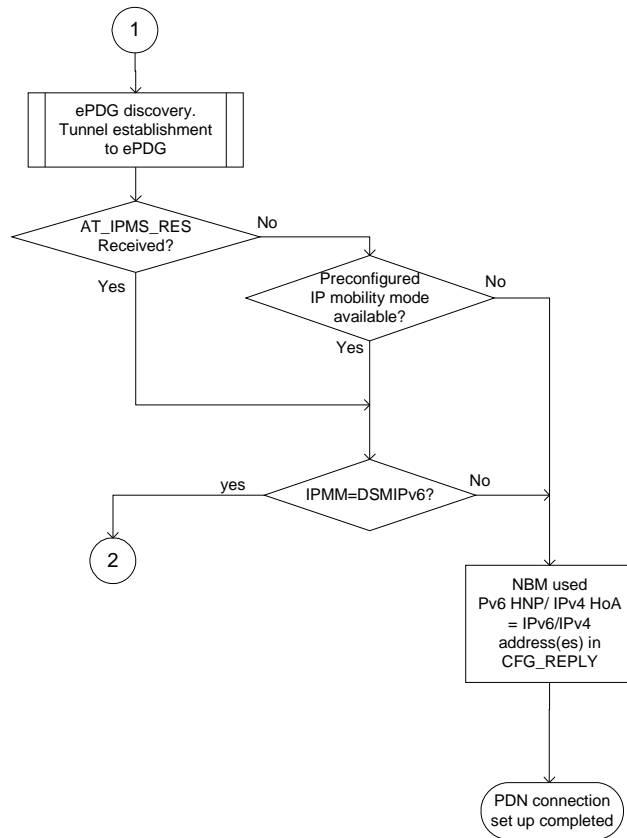 1
ePDG discovery.
Tunnel establishment
to ePDG
AT_IPMS_RES
Received?
No
Yes
Preconfigured
IP mobility mode
available?
No
Yes
IPMM=DSMIPv6?
yes
No
2
NBM used
Pv6 HNP/ IPv4 HoA
= IPv6/IPv4
address(es) in
CFG_REPLY
PDN connection
set up completed